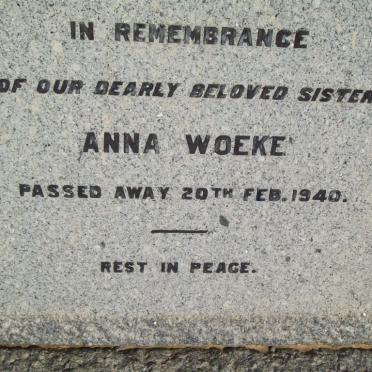 IN REMEMBRANCE
OF OUR DEARLY BELOVED SISTER
ANNA WOEKE
PASSED AWAY 20TH FEB. 1940.
REST IN PEACE.